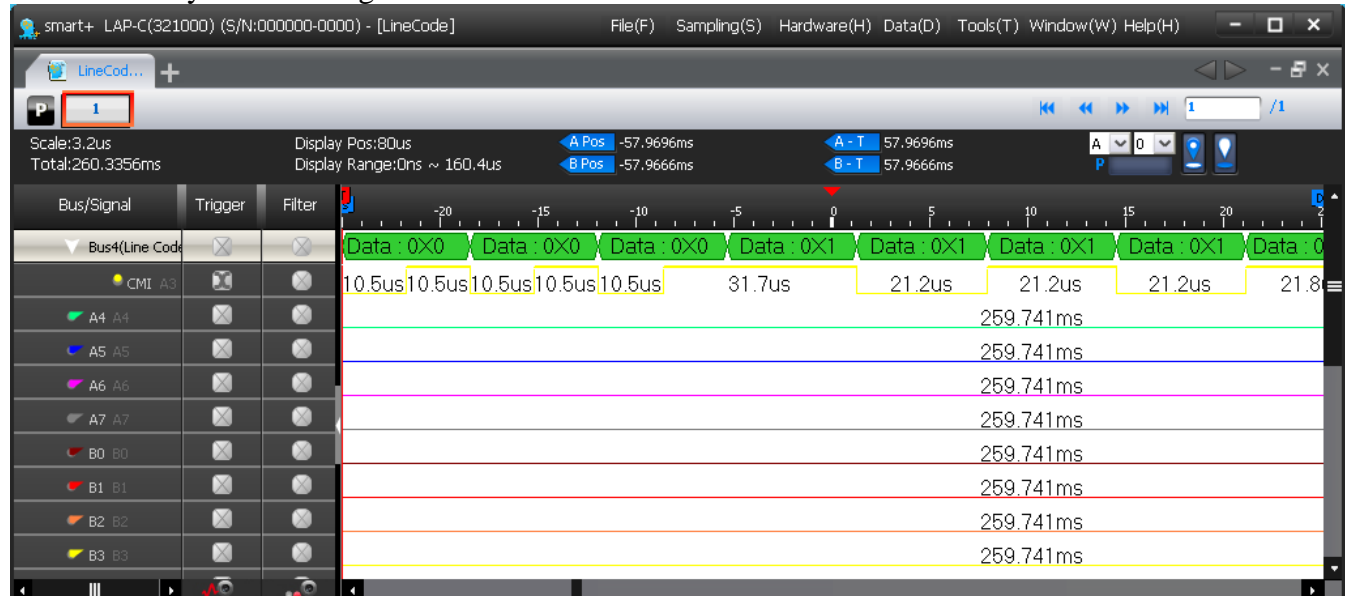 smart+ LAP-C(321000) (S/N:000000-0000) - [LineCode] File(F) Sampling(S) Hardware(H) Data(D) Tools(T) Window(W) Help(H)
LineCod...
P 1 1 /1
Scale:3.2us Display Pos:80us A Pos -57.9696ms A - T 57.9696ms A 0
Total:260.3356ms Display Range:0ns ~ 160.4us B Pos -57.9666ms B - T 57.9666ms P
Bus/Signal Trigger Filter -20 -15 -10 -5 0 5 10 15 20
Bus4(Line Code Data : 0X0 Data : 0X0 Data : 0X0 Data : 0X1 Data : 0X1 Data : 0X1 Data : 0X1 Data : 0
CMI A3 10.5us 10.5us 10.5us 10.5us 10.5us 31.7us 21.2us 21.2us 21.2us 21.8
A4 A4 259.741ms
A5 A5 259.741ms
A6 A6 259.741ms
A7 A7 259.741ms
B0 B0 259.741ms
B1 B1 259.741ms
B2 B2 259.741ms
B3 B3 259.741ms